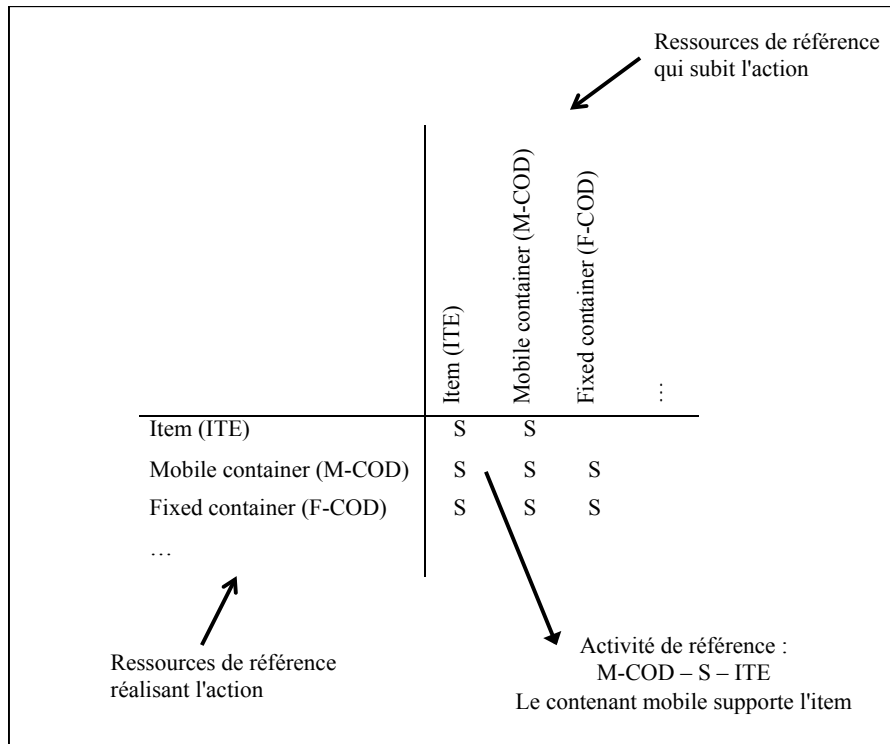 Ressources de référence
qui subit l'action
Item (ITE)
Mobile container (M-COD)
Fixed container (F-COD)
…
Item (ITE) S S
Mobile container (M-COD) S S S
Fixed container (F-COD) S S S
…
Ressources de référence
réalisant l'action
Activité de référence :
M-COD – S – ITE
Le contenant mobile supporte l'item